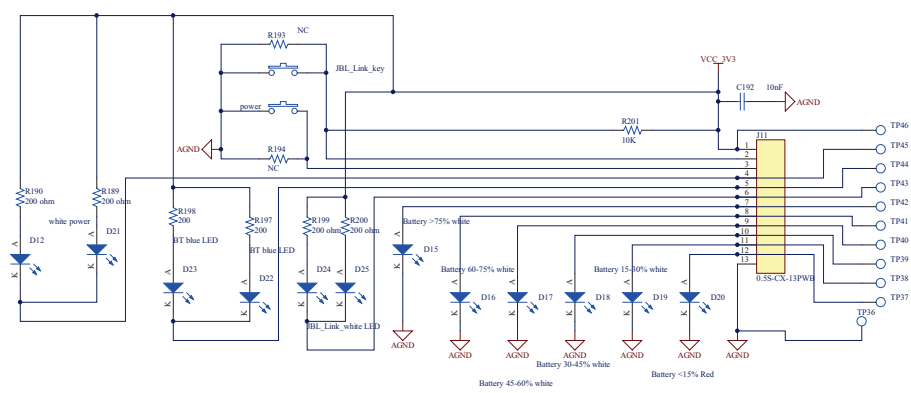 R193
NC
JBL_Link_key
power
AGND
R194
NC
VCC_3V3
C192
10nF
AGND
R201
10K
J11
1
2
3
4
5
6
7
8
9
10
11
12
13
0.5S-CX-13PWB
TP46
TP45
TP44
TP43
TP42
TP41
TP40
TP39
TP38
TP37
TP36
R190
200 ohm
R189
200 ohm
white power
D12
A
K
D21
A
K
R198
200
BT blue LED
R197
200
BT blue LED
D23
A
K
D22
A
K
R199
200 ohm
R200
200 ohm
D24
A
K
D25
A
K
JBL_Link_white LED
Battery >75% white
D15
A
K
AGND
Battery 60-75% white
D16
A
K
AGND
D17
A
K
AGND
D18
A
K
AGND
Battery 15-30% white
D19
A
K
AGND
D20
A
K
AGND
AGND
Battery 30-45% white
Battery <15% Red
Battery 45-60% white